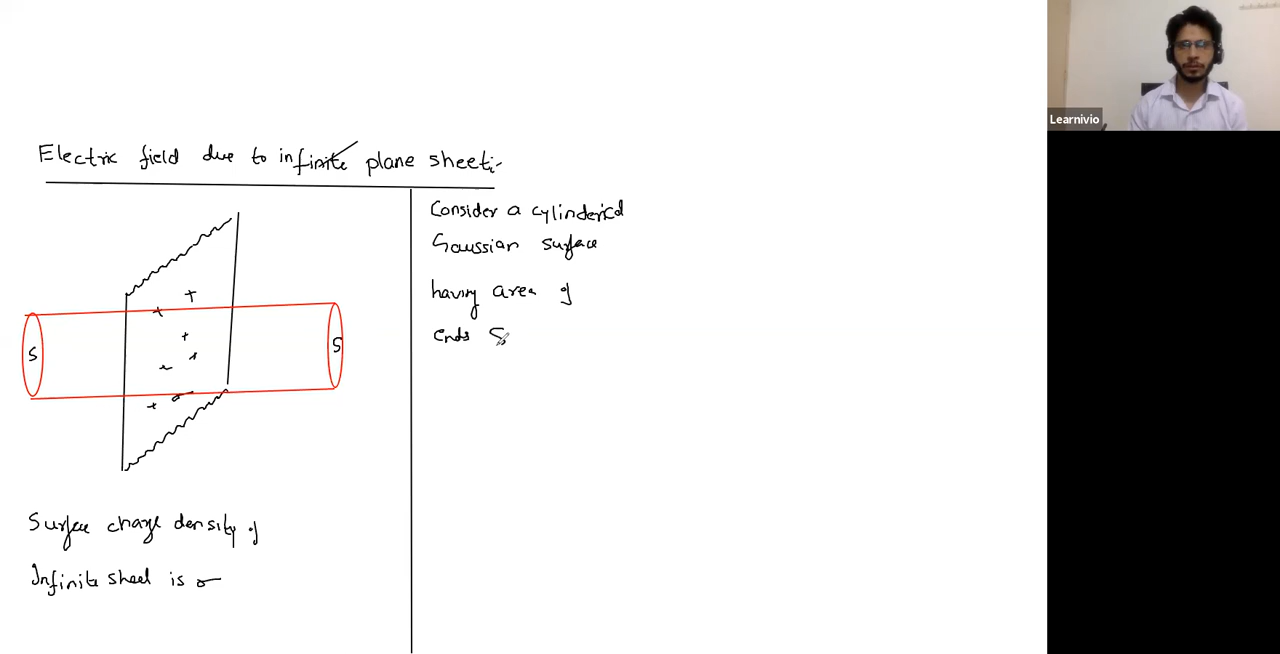 Electric field due to infinite plane sheet:-
S
S
σ
Surface charge density of
Infinite sheet is σ
Consider a cylinderical
Gaussian surface
having area of
ends S
Learnivio